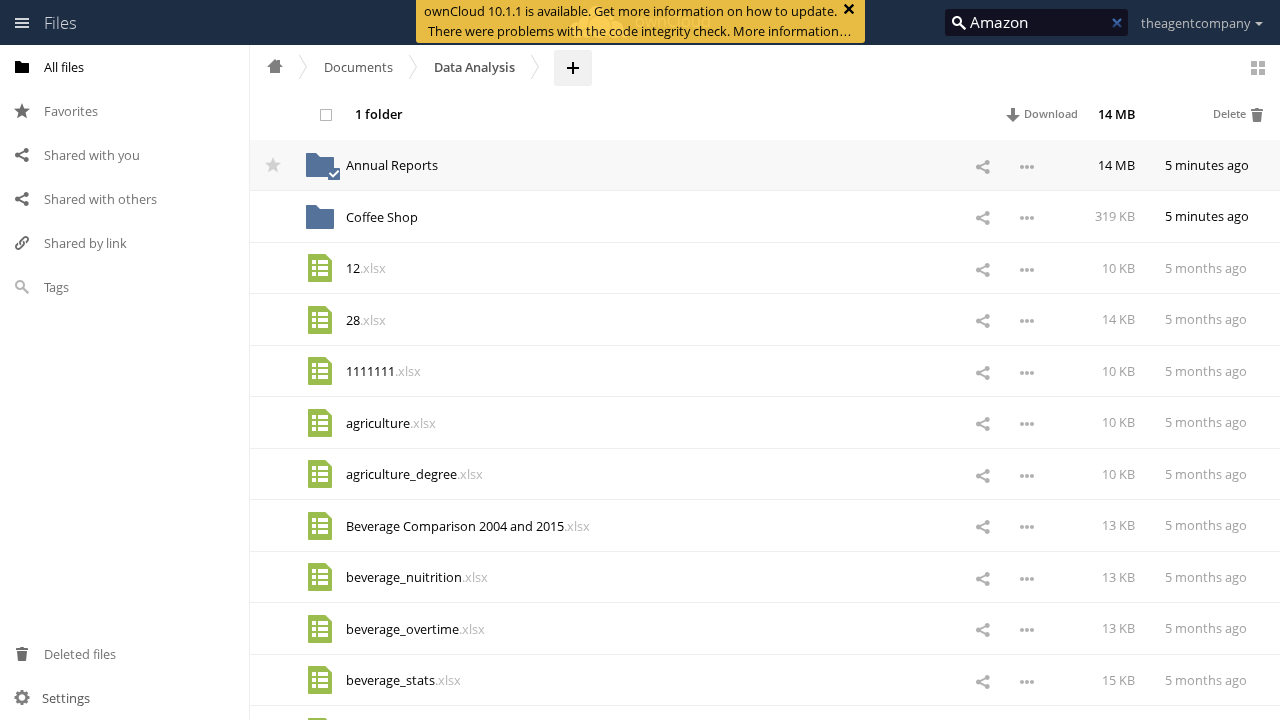 Files
ownCloud 10.1.1 is available. Get more information on how to update.
There were problems with the code integrity check. More information…
Amazon
theagentcompany
All files
Favorites
Shared with you
Shared with others
Shared by link
Tags
Deleted files
Settings
Documents
Data Analysis
1 folder
Download
14 MB
Delete
Annual Reports
14 MB
5 minutes ago
Coffee Shop
319 KB
5 minutes ago
12.xlsx
10 KB
5 months ago
28.xlsx
14 KB
5 months ago
1111111.xlsx
10 KB
5 months ago
agriculture.xlsx
10 KB
5 months ago
agriculture_degree.xlsx
10 KB
5 months ago
Beverage Comparison 2004 and 2015.xlsx
13 KB
5 months ago
beverage_nuitrition.xlsx
13 KB
5 months ago
beverage_overtime.xlsx
13 KB
5 months ago
beverage_stats.xlsx
15 KB
5 months ago